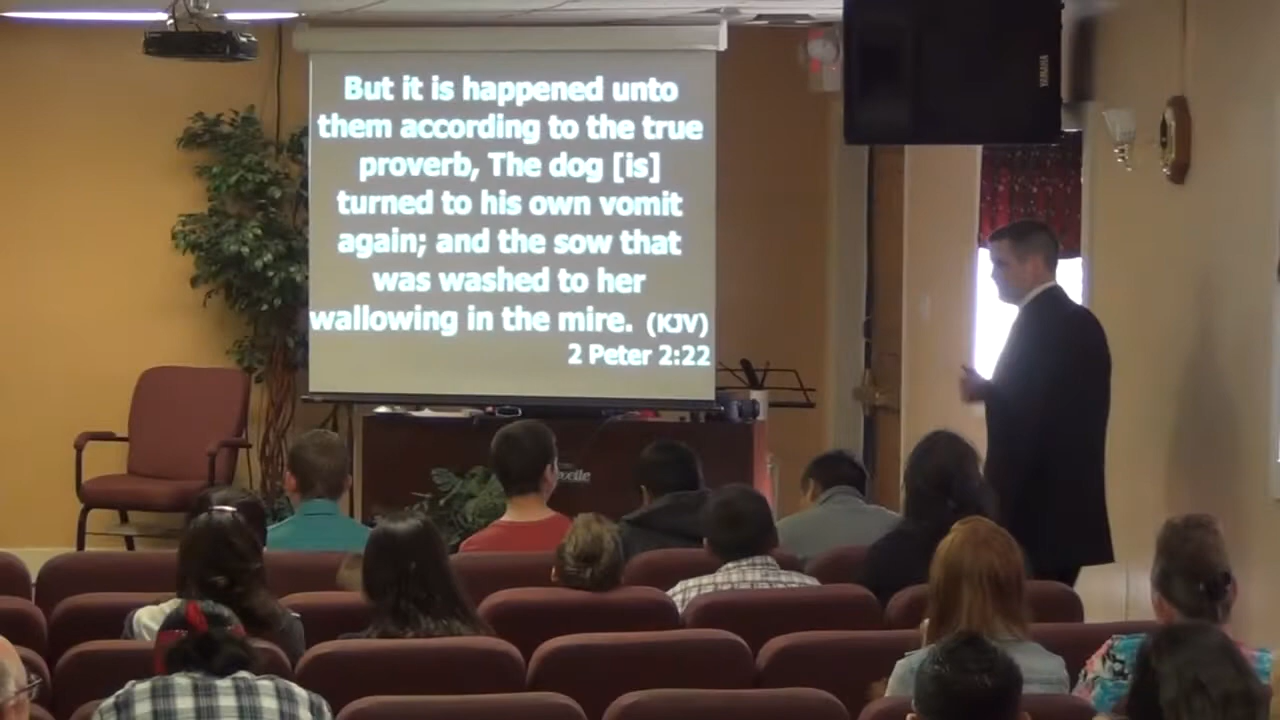 But it is happened unto
them according to the true
proverb, The dog [is]
turned to his own vomit
again; and the sow that
was washed to her
wallowing in the mire. (KJV)
2 Peter 2:22
YAMAHA